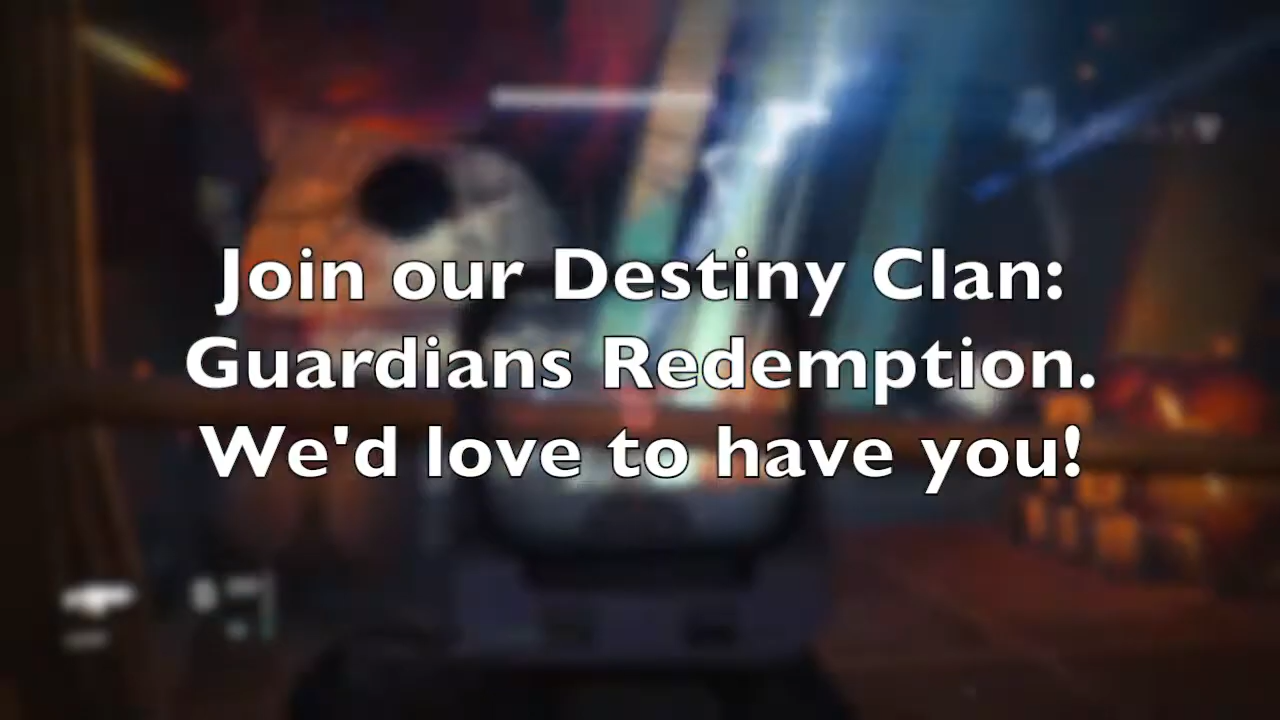 Join our Destiny Clan:
Guardians Redemption.
We'd love to have you!